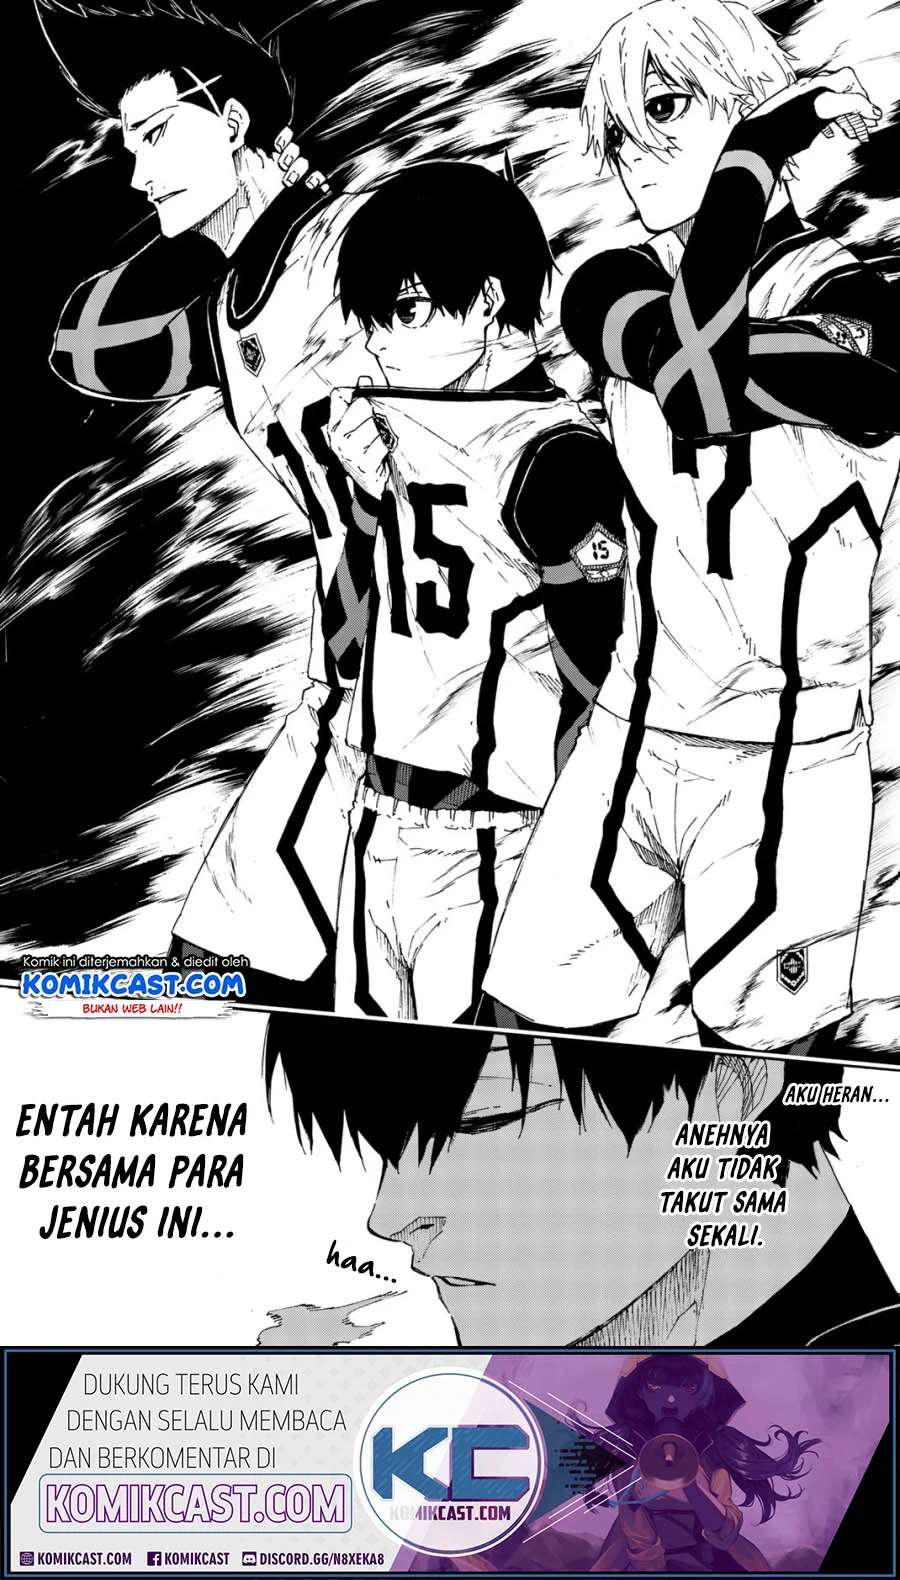 10
15
15
7
Komik ini diterjemahkan & diedit oleh
KOMIKCAST.COM
BUKAN WEB LAIN!!
AKU HERAN...
ANEHNYA
AKU TIDAK
TAKUT SAMA
SEKALI.
ENTAH KARENA
BERSAMA PARA
JENIUS INI...
haa...
DUKUNG TERUS KAMI
DENGAN SELALU MEMBACA
DAN BERKOMENTAR DI
KOMIKCAST.COM
KC
KOMIKCAST.COM
KOMIKCAST.COM
KOMIKCAST
DISCORD.GG/N8XEKA8